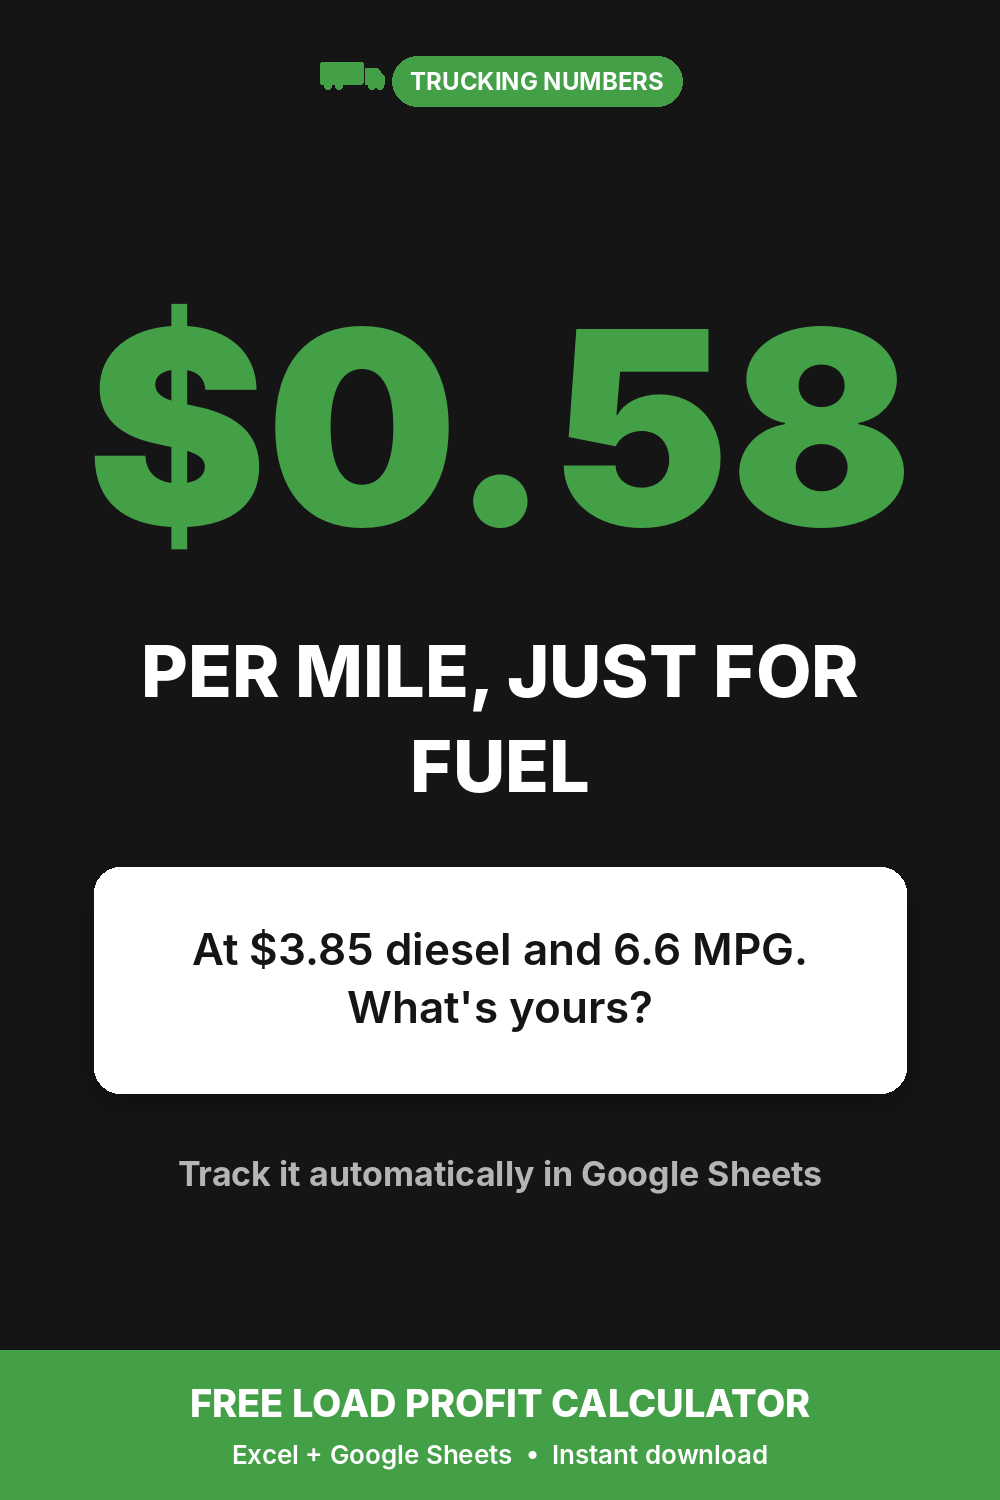 TRUCKING NUMBERS
$0.58
PER MILE, JUST FOR
FUEL
At $3.85 diesel and 6.6 MPG.
What's yours?
Track it automatically in Google Sheets
FREE LOAD PROFIT CALCULATOR
Excel + Google Sheets • Instant download